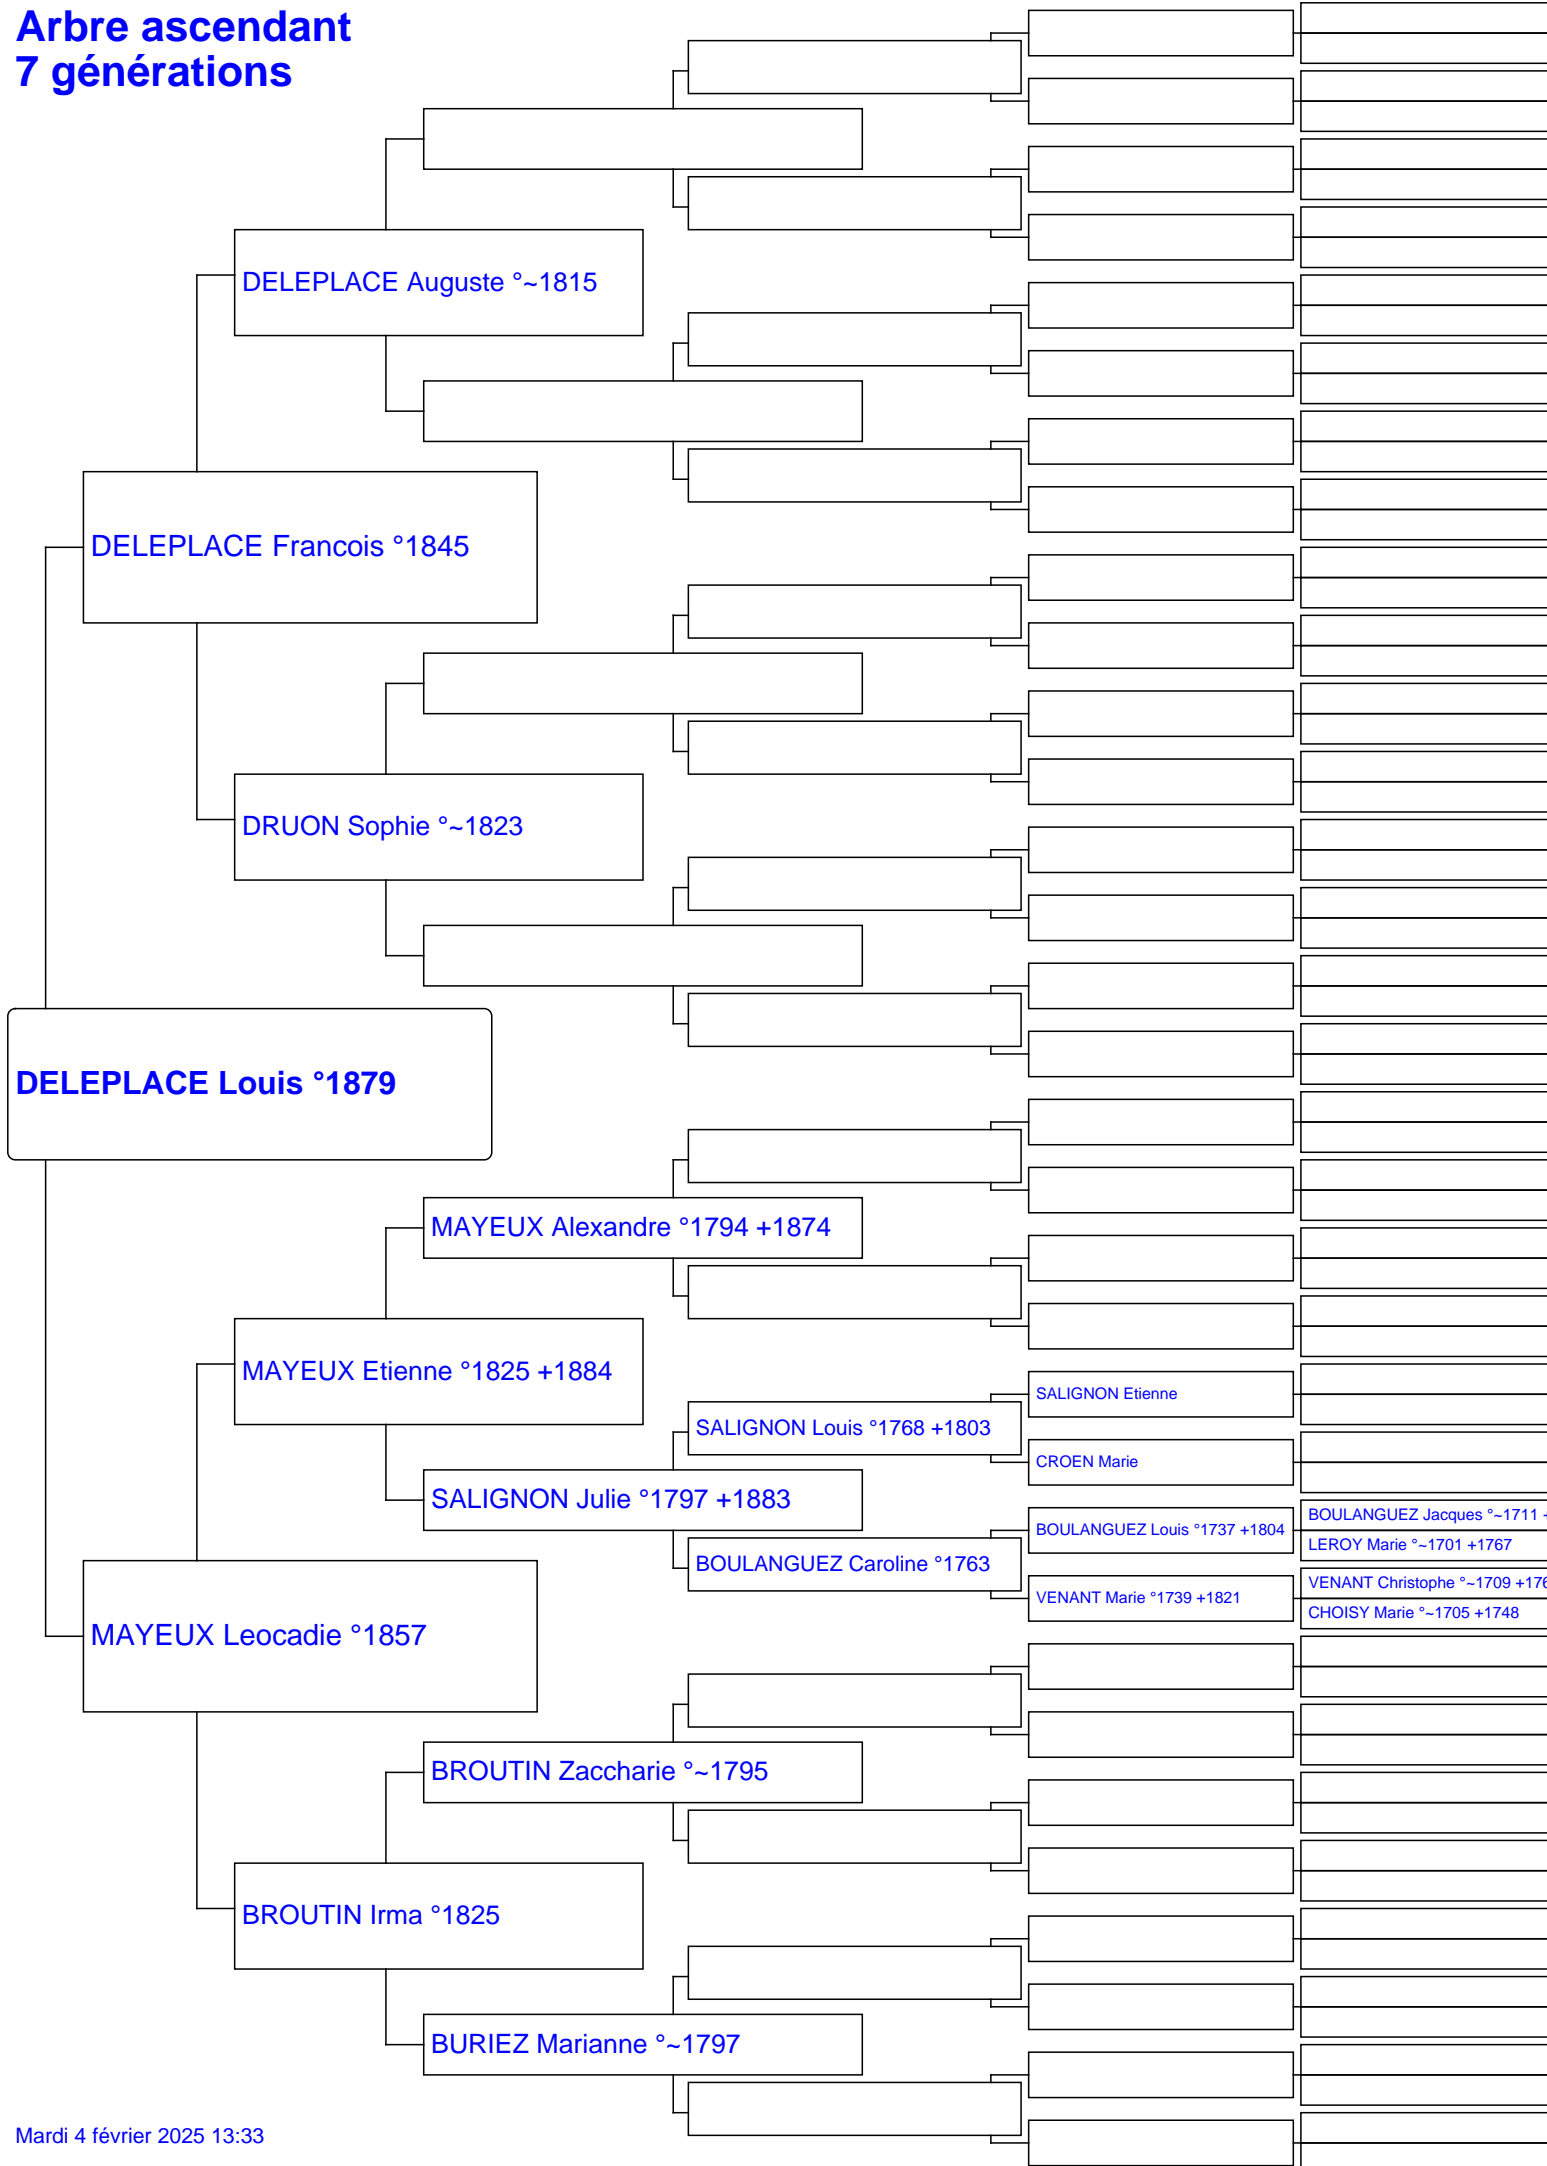 Arbre ascendant
7 générations
DELEPLACE Auguste °~1815
DELEPLACE Francois °1845
DRUON Sophie °~1823
DELEPLACE Louis °1879
MAYEUX Alexandre °1794 +1874
MAYEUX Etienne °1825 +1884
SALIGNON Etienne
SALIGNON Louis °1768 +1803
CROEN Marie
SALIGNON Julie °1797 +1883
BOULANGUEZ Jacques °~1711 +
BOULANGUEZ Louis °1737 +1804
LEROY Marie °~1701 +1767
BOULANGUEZ Caroline °1763
VENANT Christophe °~1709 +176
VENANT Marie °1739 +1821
CHOISY Marie °~1705 +1748
MAYEUX Leocadie °1857
BROUTIN Zaccharie °~1795
BROUTIN Irma °1825
BURIEZ Marianne °~1797
Mardi 4 février 2025 13:33